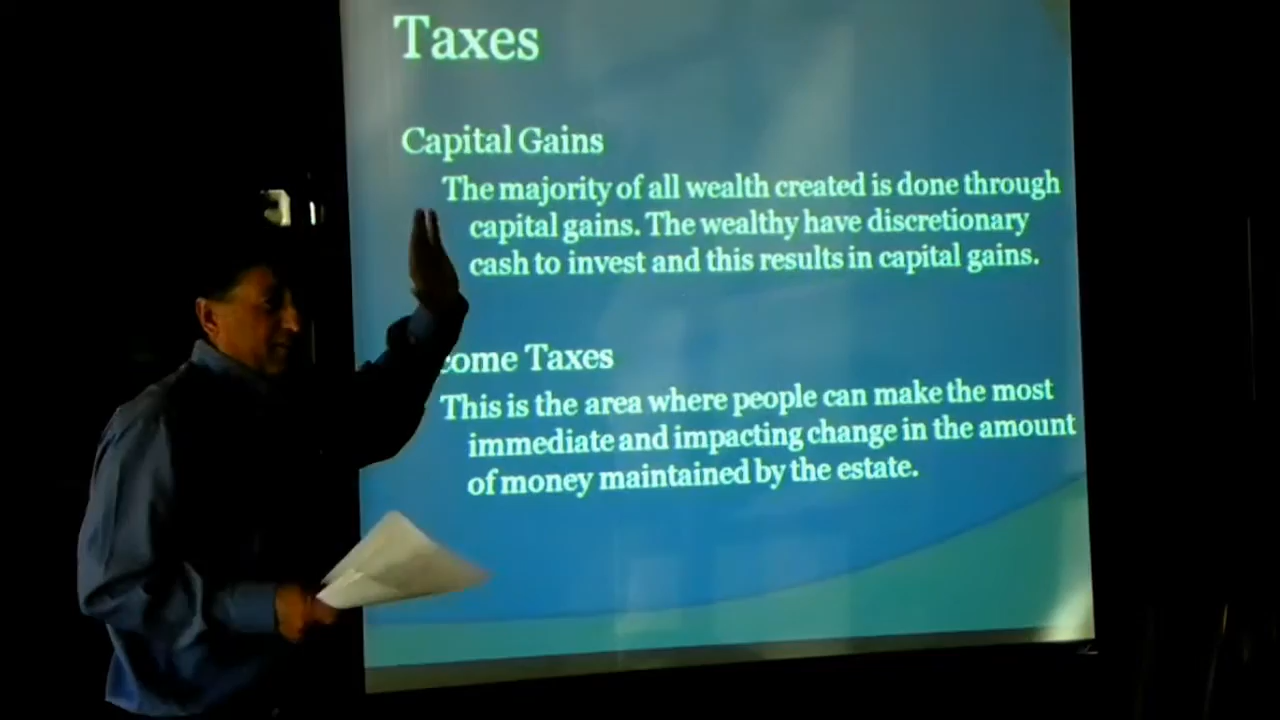 Taxes
Capital Gains
The majority of all wealth created is done through
capital gains. The wealthy have discretionary
cash to invest and this results in capital gains.
come Taxes
This is the area where people can make the most
immediate and impacting change in the amount
of money maintained by the estate.